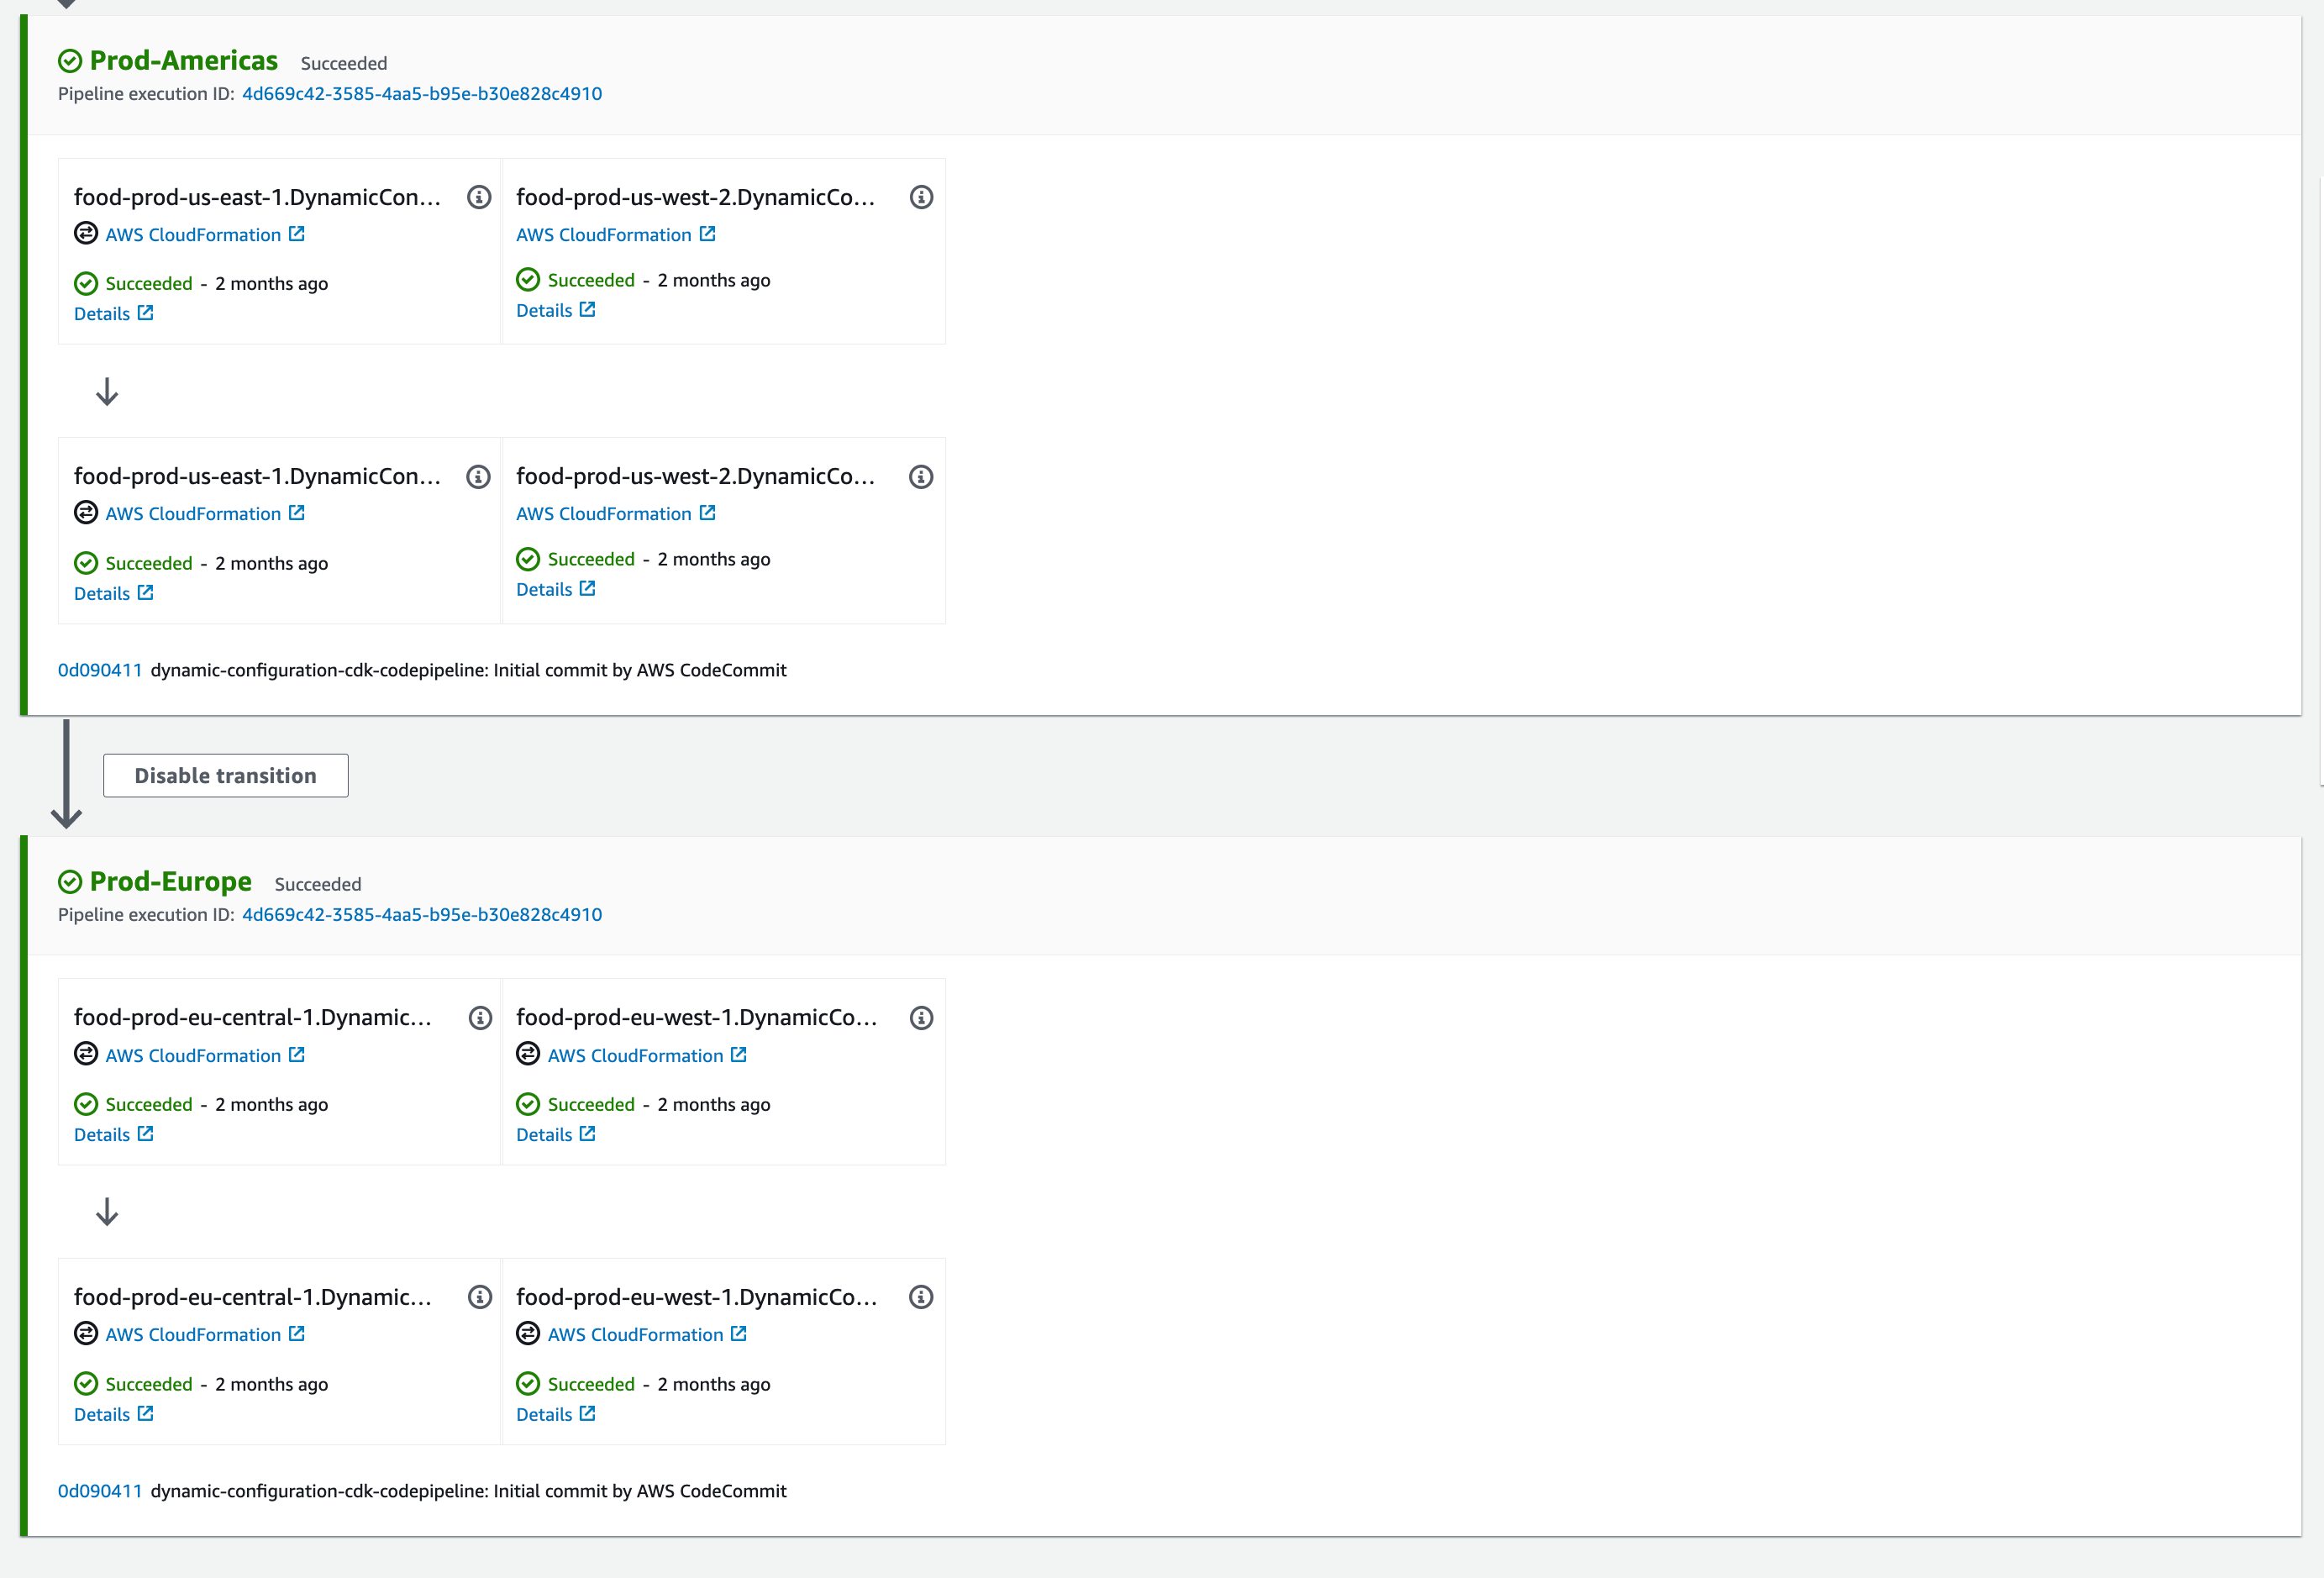 Prod-Americas Succeeded
Pipeline execution ID: 4d669c42-3585-4aa5-b95e-b30e828c4910
food-prod-us-east-1.DynamicCon... food-prod-us-west-2.DynamicCo...
AWS CloudFormation AWS CloudFormation
Succeeded - 2 months ago Succeeded - 2 months ago
Details Details
food-prod-us-east-1.DynamicCon... food-prod-us-west-2.DynamicCo...
AWS CloudFormation AWS CloudFormation
Succeeded - 2 months ago Succeeded - 2 months ago
Details Details
0d090411 dynamic-configuration-cdk-codepipeline: Initial commit by AWS CodeCommit
Disable transition
Prod-Europe Succeeded
Pipeline execution ID: 4d669c42-3585-4aa5-b95e-b30e828c4910
food-prod-eu-central-1.Dynamic... food-prod-eu-west-1.DynamicCo...
AWS CloudFormation AWS CloudFormation
Succeeded - 2 months ago Succeeded - 2 months ago
Details Details
food-prod-eu-central-1.Dynamic... food-prod-eu-west-1.DynamicCo...
AWS CloudFormation AWS CloudFormation
Succeeded - 2 months ago Succeeded - 2 months ago
Details Details
0d090411 dynamic-configuration-cdk-codepipeline: Initial commit by AWS CodeCommit